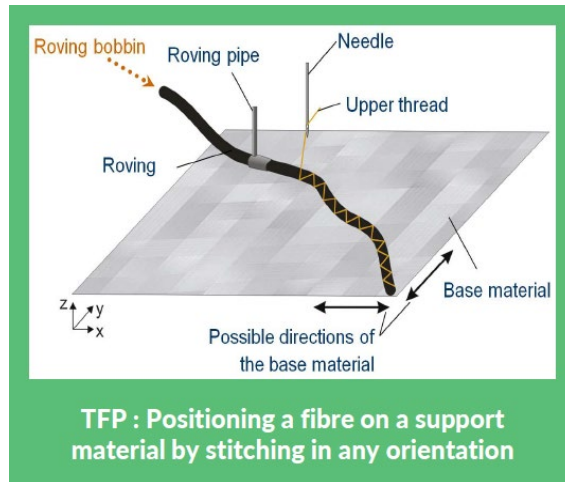 Roving bobbin
Roving pipe
Needle
Upper thread
Roving
Base material
z
y
x
Possible directions of
the base material
TFP : Positioning a fibre on a support
material by stitching in any orientation